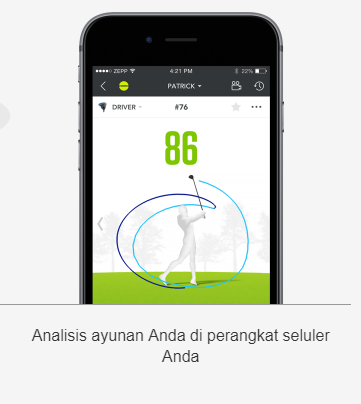 ZEPP 4:21 PM 22%
PATRICK
DRIVER #76
86
Analisis ayunan Anda di perangkat seluler
Anda